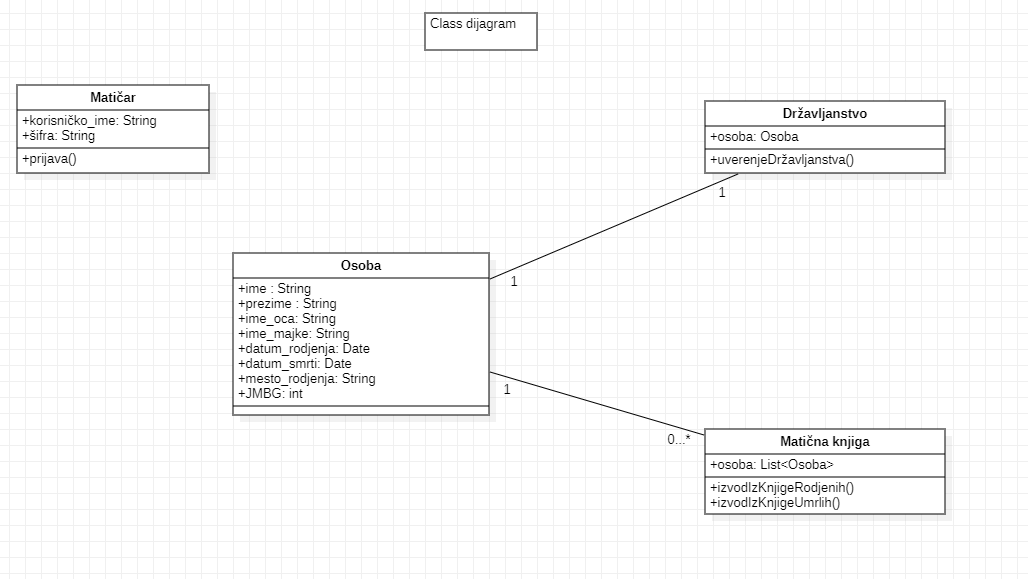 Class dijagram
Matičar
+korisničko_ime: String
+šifra: String
+prijava()
Državljanstvo
+osoba: Osoba
+uverenjeDržavljanstva()
1
1
Osoba
+ime : String
+prezime : String
+ime_oca: String
+ime_majke: String
+datum_rodjenja: Date
+datum_smrti: Date
+mesto_rodjenja: String
+JMBG: int
1
0...*
Matična knjiga
+osoba: List<Osoba>
+izvodIzKnjigeRodjenih()
+izvodIzKnjigeUmrlih()